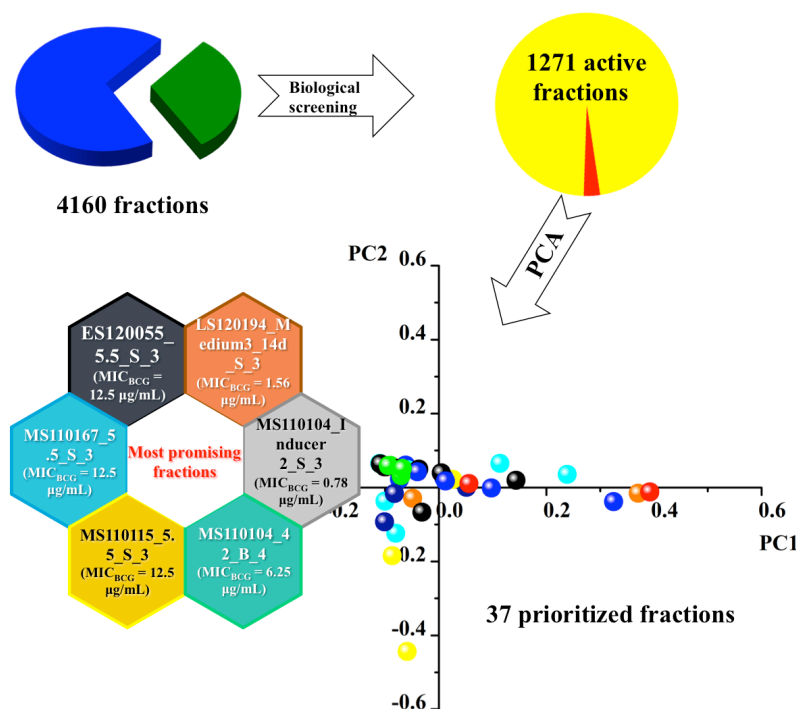 1271 active
fractions
Biological
screening
4160 fractions
PCA
PC2
0.6
0.4
0.2
0.2
0.0
0.2
0.4
0.6
PC1
-0.2
-0.4
-0.6
ES120055_
5.5_S_3
(MICBCG =
12.5 µg/mL)
LS120194_M
edium3_14d
_S_3
(MICBCG = 1.56
µg/mL)
MS110167_5
.5_S_3
(MICBCG = 12.5
µg/mL)
Most promising
fractions
MS110104_I
nducer
2_S_3
(MICBCG = 0.78
µg/mL)
MS110115_5.
5_S_3
(MICBCG = 12.5
µg/mL)
MS110104_4
2_B_4
(MICBCG = 6.25
µg/mL)
37 prioritized fractions